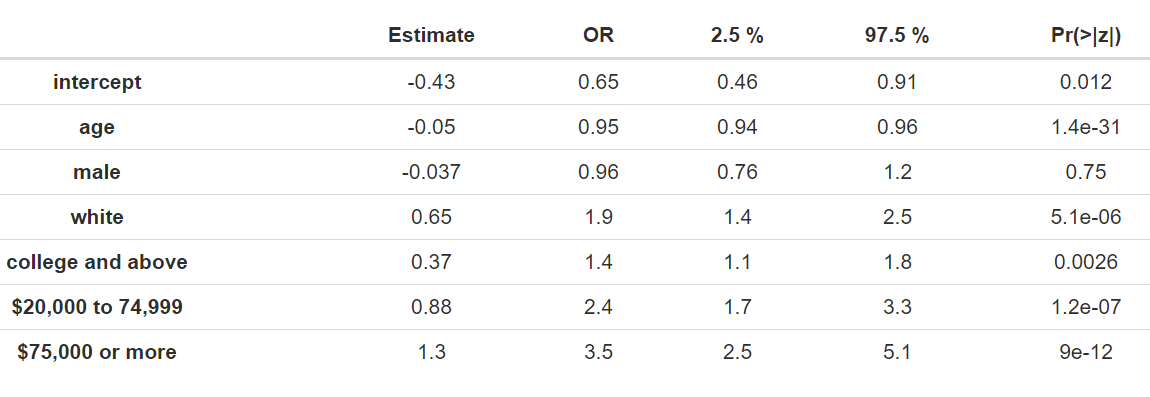 Estimate OR 2.5 % 97.5 % Pr(>|z|)
intercept -0.43 0.65 0.46 0.91 0.012
age -0.05 0.95 0.94 0.96 1.4e-31
male -0.037 0.96 0.76 1.2 0.75
white 0.65 1.9 1.4 2.5 5.1e-06
college and above 0.37 1.4 1.1 1.8 0.0026
$20,000 to 74,999 0.88 2.4 1.7 3.3 1.2e-07
$75,000 or more 1.3 3.5 2.5 5.1 9e-12